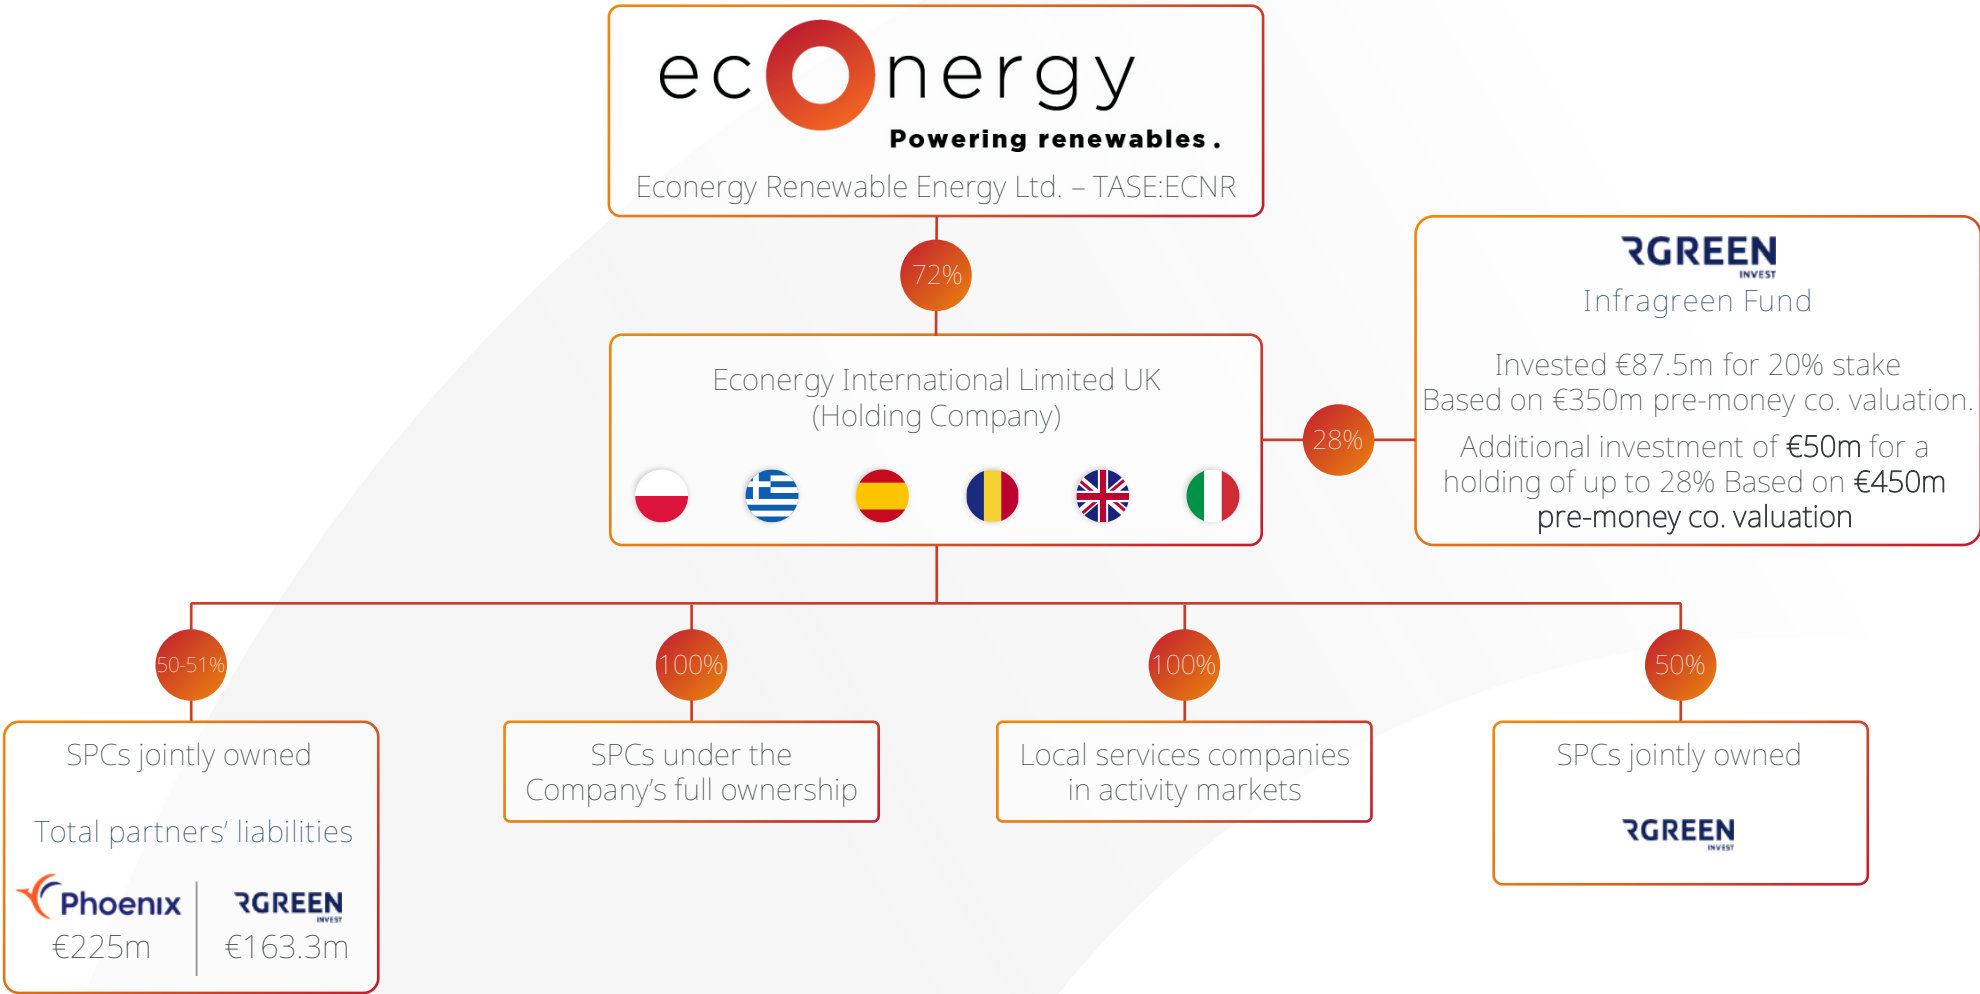 ecOnergy
Powering renewables.
Econergy Renewable Energy Ltd. – TASE:ECNR
72%
RGREEN
INVEST
Infragreen Fund
Invested €87.5m for 20% stake
Based on €350m pre-money co. valuation.
Additional investment of €50m for a
holding of up to 28% Based on €450m
pre-money co. valuation
Econergy International Limited UK
(Holding Company)
28%
50-51%
100%
100%
50%
SPCs jointly owned
Total partners’ liabilities
Phoenix
€225m
RGREEN
INVEST
€163.3m
SPCs under the
Company’s full ownership
Local services companies
in activity markets
SPCs jointly owned
RGREEN
INVEST